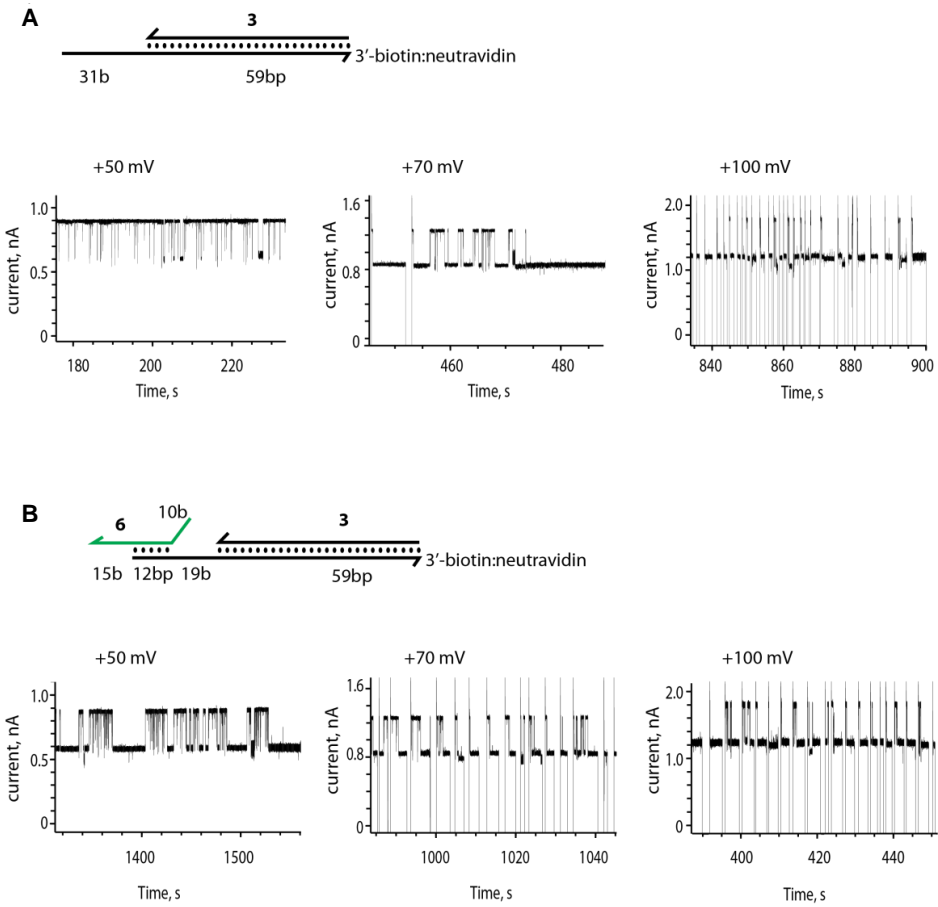 A
3
3’-biotin:neutravidin
31b 59bp
+50 mV +70 mV +100 mV
current, nA
1.0
0.5
0
180 200 220
Time, s
current, nA
1.6
0.8
0
460 480
Time, s
current, nA
2.0
1.0
0
840 860 880 900
Time, s
B
6 10b 3
3’-biotin:neutravidin
15b 12bp 19b 59bp
+50 mV +70 mV +100 mV
current, nA
1.0
0.5
0
1400 1500
Time, s
current, nA
1.6
0.8
0
1000 1020 1040
Time, s
current, nA
2.0
1.0
0
400 420 440
Time, s